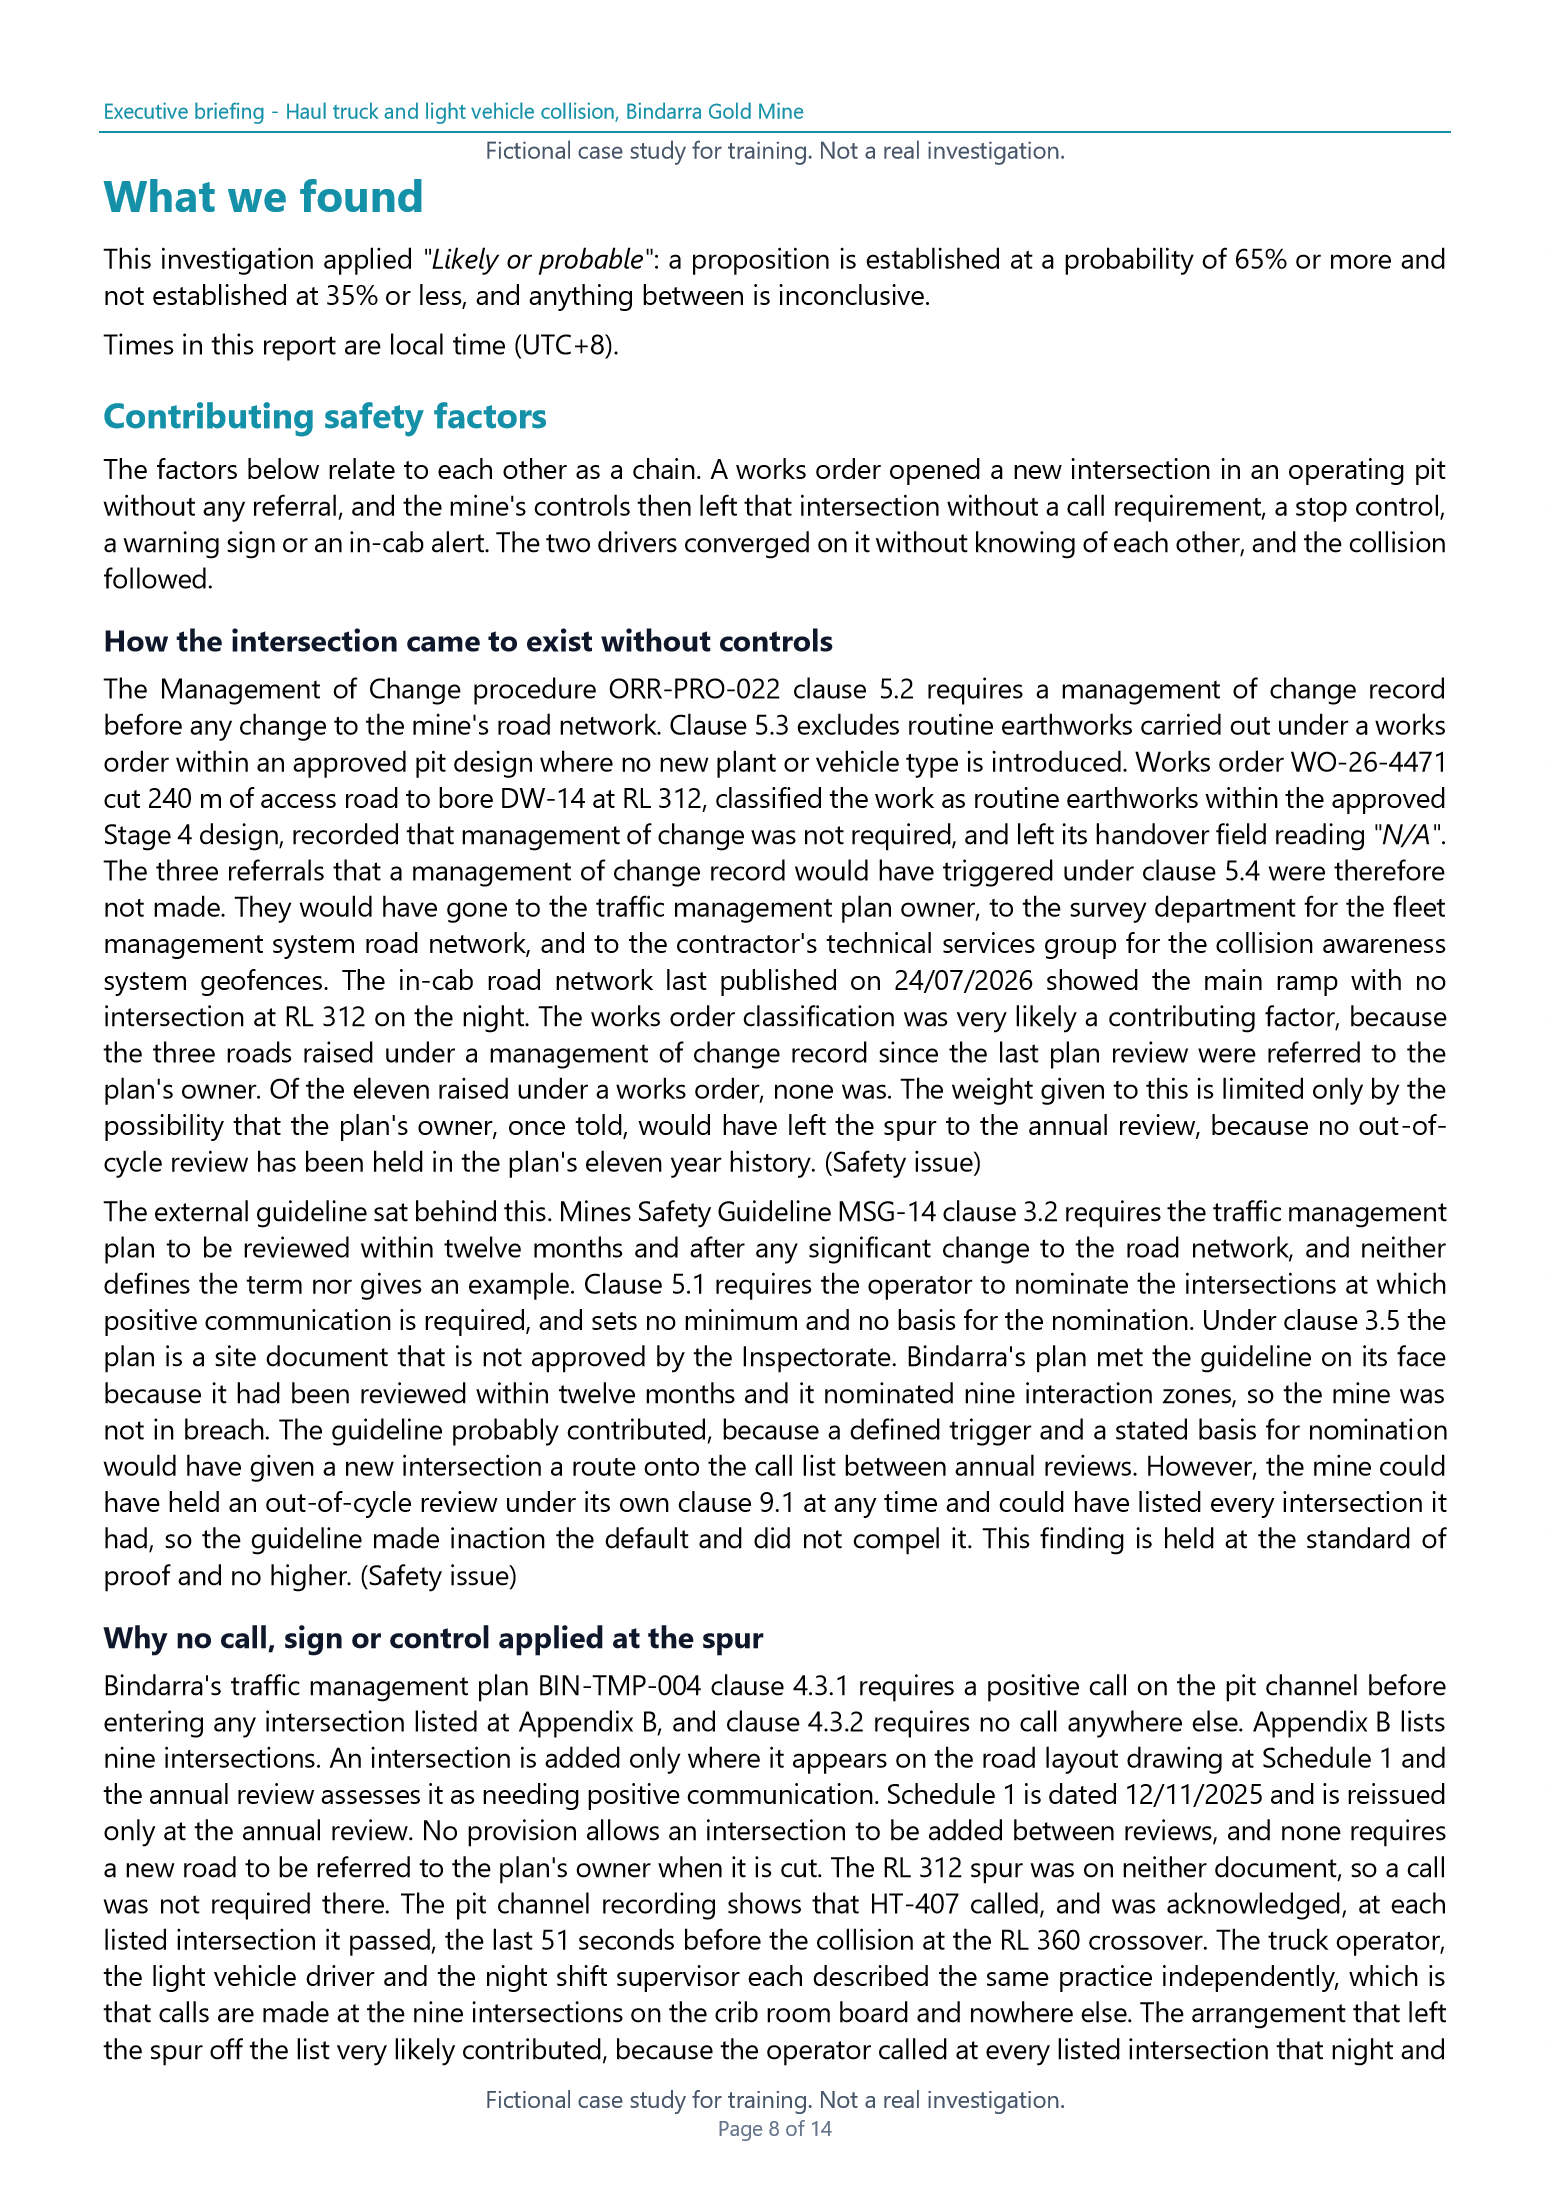 Executive briefing - Haul truck and light vehicle collision, Bindarra Gold Mine
Fictional case study for training. Not a real investigation.
What we found
This investigation applied "Likely or probable": a proposition is established at a probability of 65% or more and
not established at 35% or less, and anything between is inconclusive.
Times in this report are local time (UTC+8).
Contributing safety factors
The factors below relate to each other as a chain. A works order opened a new intersection in an operating pit
without any referral, and the mine's controls then left that intersection without a call requirement, a stop control,
a warning sign or an in-cab alert. The two drivers converged on it without knowing of each other, and the collision
followed.
How the intersection came to exist without controls
The Management of Change procedure ORR-PRO-022 clause 5.2 requires a management of change record
before any change to the mine's road network. Clause 5.3 excludes routine earthworks carried out under a works
order within an approved pit design where no new plant or vehicle type is introduced. Works order WO-26-4471
cut 240 m of access road to bore DW-14 at RL 312, classified the work as routine earthworks within the approved
Stage 4 design, recorded that management of change was not required, and left its handover field reading "N/A".
The three referrals that a management of change record would have triggered under clause 5.4 were therefore
not made. They would have gone to the traffic management plan owner, to the survey department for the fleet
management system road network, and to the contractor's technical services group for the collision awareness
system geofences. The in-cab road network last published on 24/07/2026 showed the main ramp with no
intersection at RL 312 on the night. The works order classification was very likely a contributing factor, because
the three roads raised under a management of change record since the last plan review were referred to the
plan's owner. Of the eleven raised under a works order, none was. The weight given to this is limited only by the
possibility that the plan's owner, once told, would have left the spur to the annual review, because no out-of-
cycle review has been held in the plan's eleven year history. (Safety issue)
The external guideline sat behind this. Mines Safety Guideline MSG-14 clause 3.2 requires the traffic management
plan to be reviewed within twelve months and after any significant change to the road network, and neither
defines the term nor gives an example. Clause 5.1 requires the operator to nominate the intersections at which
positive communication is required, and sets no minimum and no basis for the nomination. Under clause 3.5 the
plan is a site document that is not approved by the Inspectorate. Bindarra's plan met the guideline on its face
because it had been reviewed within twelve months and it nominated nine interaction zones, so the mine was
not in breach. The guideline probably contributed, because a defined trigger and a stated basis for nomination
would have given a new intersection a route onto the call list between annual reviews. However, the mine could
have held an out-of-cycle review under its own clause 9.1 at any time and could have listed every intersection it
had, so the guideline made inaction the default and did not compel it. This finding is held at the standard of
proof and no higher. (Safety issue)
Why no call, sign or control applied at the spur
Bindarra's traffic management plan BIN-TMP-004 clause 4.3.1 requires a positive call on the pit channel before
entering any intersection listed at Appendix B, and clause 4.3.2 requires no call anywhere else. Appendix B lists
nine intersections. An intersection is added only where it appears on the road layout drawing at Schedule 1 and
the annual review assesses it as needing positive communication. Schedule 1 is dated 12/11/2025 and is reissued
only at the annual review. No provision allows an intersection to be added between reviews, and none requires
a new road to be referred to the plan's owner when it is cut. The RL 312 spur was on neither document, so a call
was not required there. The pit channel recording shows that HT-407 called, and was acknowledged, at each
listed intersection it passed, the last 51 seconds before the collision at the RL 360 crossover. The truck operator,
the light vehicle driver and the night shift supervisor each described the same practice independently, which is
that calls are made at the nine intersections on the crib room board and nowhere else. The arrangement that left
the spur off the list very likely contributed, because the operator called at every listed intersection that night and
Fictional case study for training. Not a real investigation.
Page 8 of 14